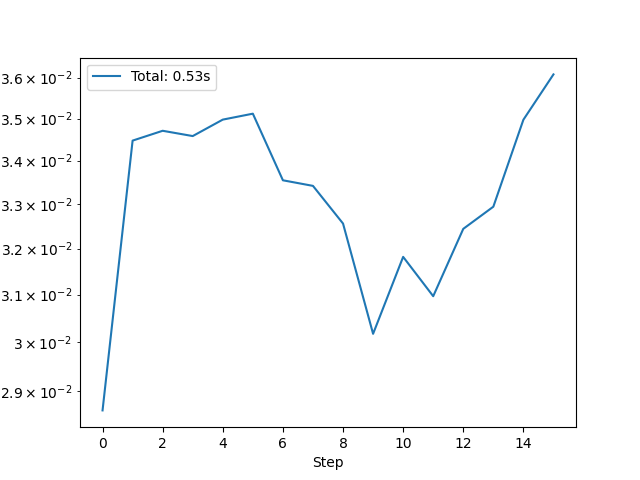 Total: 0.53s
3.6 × 10⁻²
3.5 × 10⁻²
3.4 × 10⁻²
3.3 × 10⁻²
3.2 × 10⁻²
3.1 × 10⁻²
3 × 10⁻²
2.9 × 10⁻²
0 2 4 6 8 10 12 14
Step